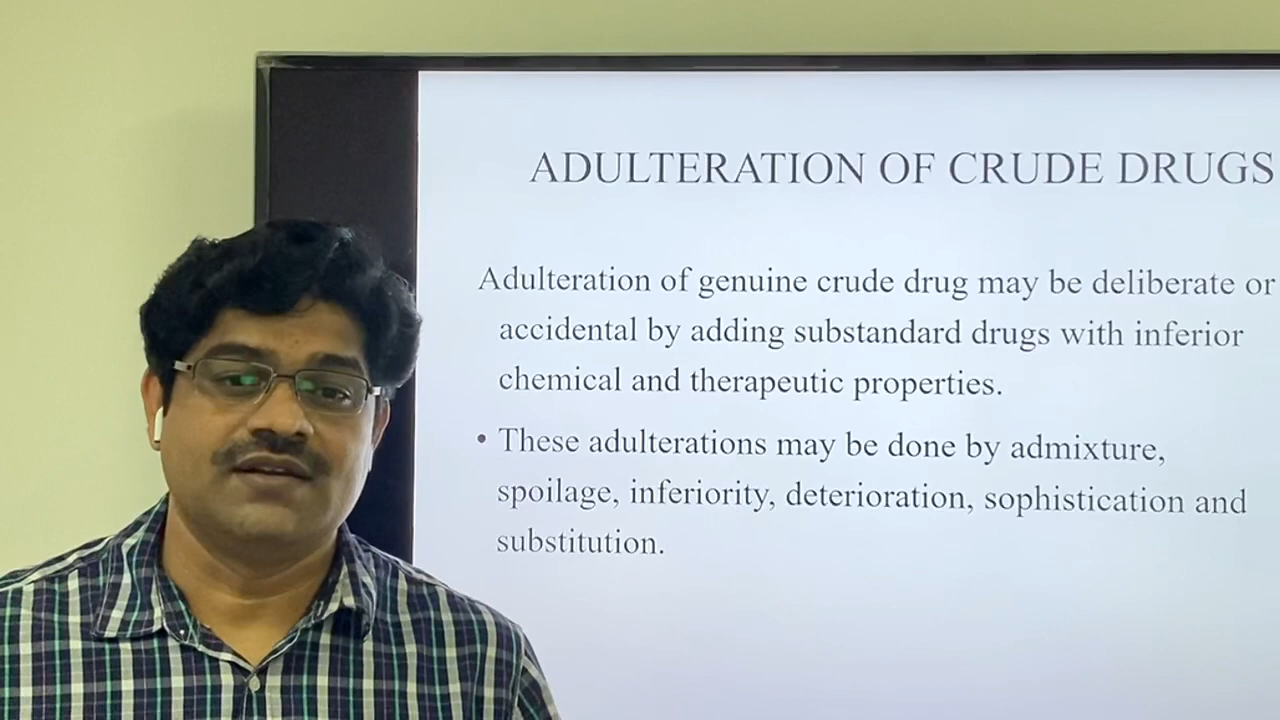 ADULTERATION OF CRUDE DRUGS
Adulteration of genuine crude drug may be deliberate or
accidental by adding substandard drugs with inferior
chemical and therapeutic properties.
• These adulterations may be done by admixture,
spoilage, inferiority, deterioration, sophistication and
substitution.